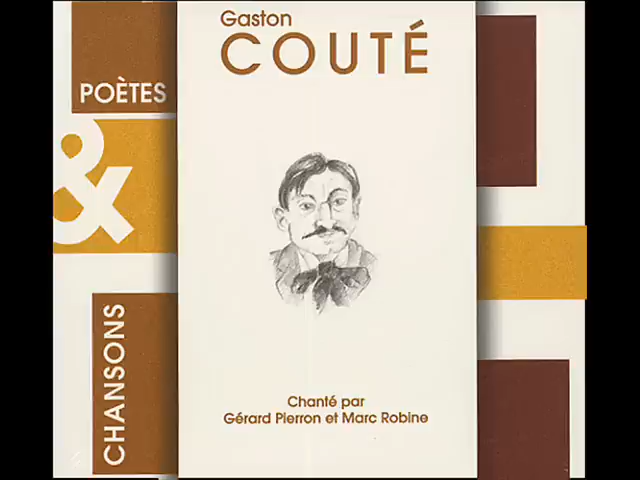 Gaston
COUTÉ
POÈTES
&
CHANSONS
Chanté par
Gérard Pierron et Marc Robine